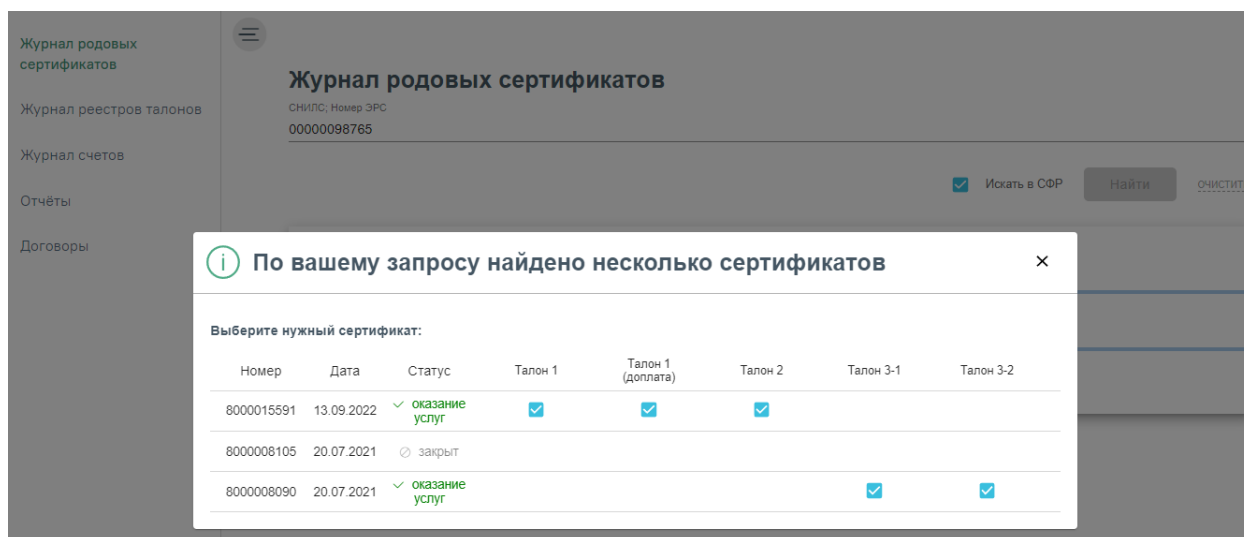 Журнал родовых
сертификатов
Журнал реестров талонов
Журнал счетов
Отчёты
Договоры
Журнал родовых сертификатов
СНИЛС; Номер ЭРС
00000098765
Искать в СФР
Найти
очистит
По вашему запросу найдено несколько сертификатов
Выберите нужный сертификат:
Номер Дата Статус Талон 1 Талон 1 (доплата) Талон 2 Талон 3-1 Талон 3-2
8000015591 13.09.2022 оказание услуг
8000008105 20.07.2021 закрыт
8000008090 20.07.2021 оказание услуг